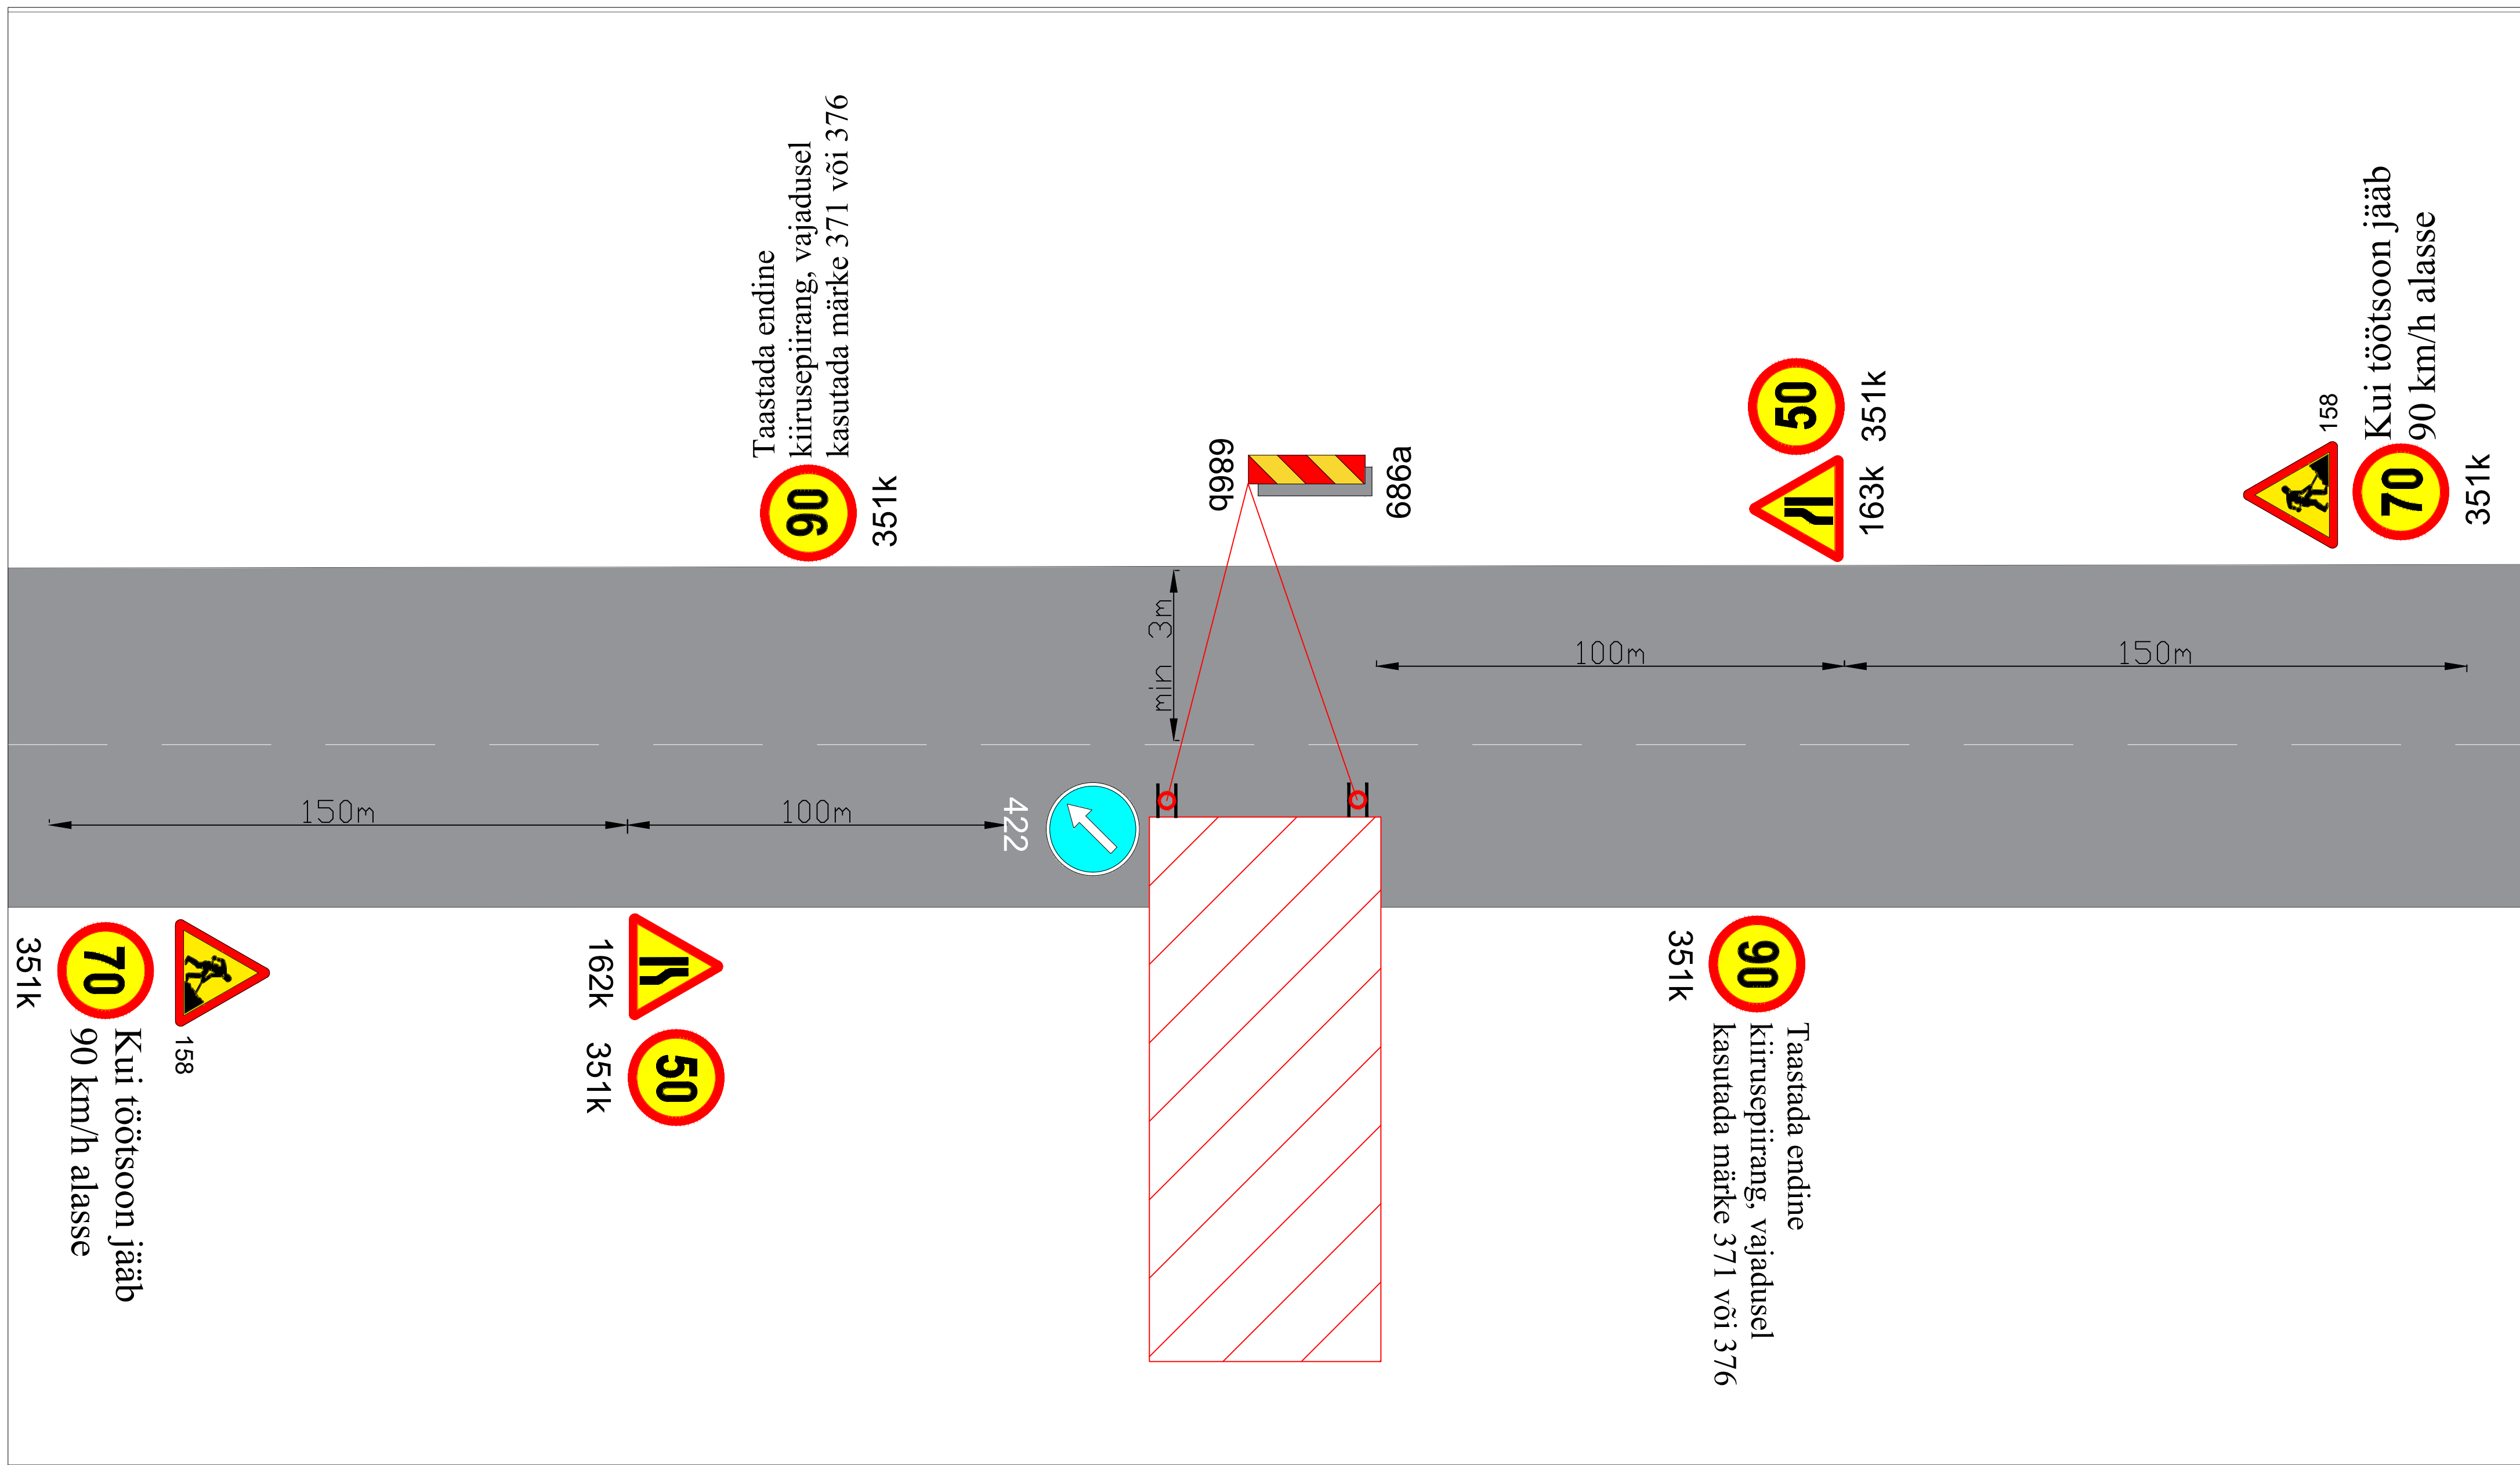 Taastada endine
kiirusepiirang, vajadusel
kasutada märke 371 või 376
90
351k
686b
686a
50
351k
163k
158
Kui töötsoon jääb
90 km/h alasse
70
351k
min 3m
100m
150m
150m
100m
422
351k
70
158
Kui töötsoon jääb
90 km/h alasse
162k
351k
50
351k
90
Taastada endine
kiirusepiirang, vajadusel
kasutada märke 371 või 376